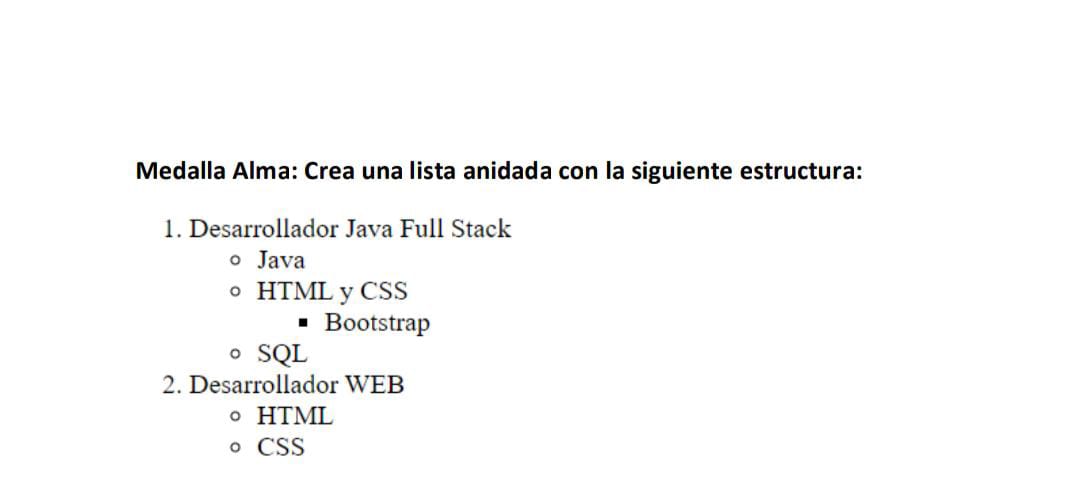 Medalla Alma: Crea una lista anidada con la siguiente estructura:
1. Desarrollador Java Full Stack
Java
HTML y CSS
Bootstrap
SQL
2. Desarrollador WEB
HTML
CSS